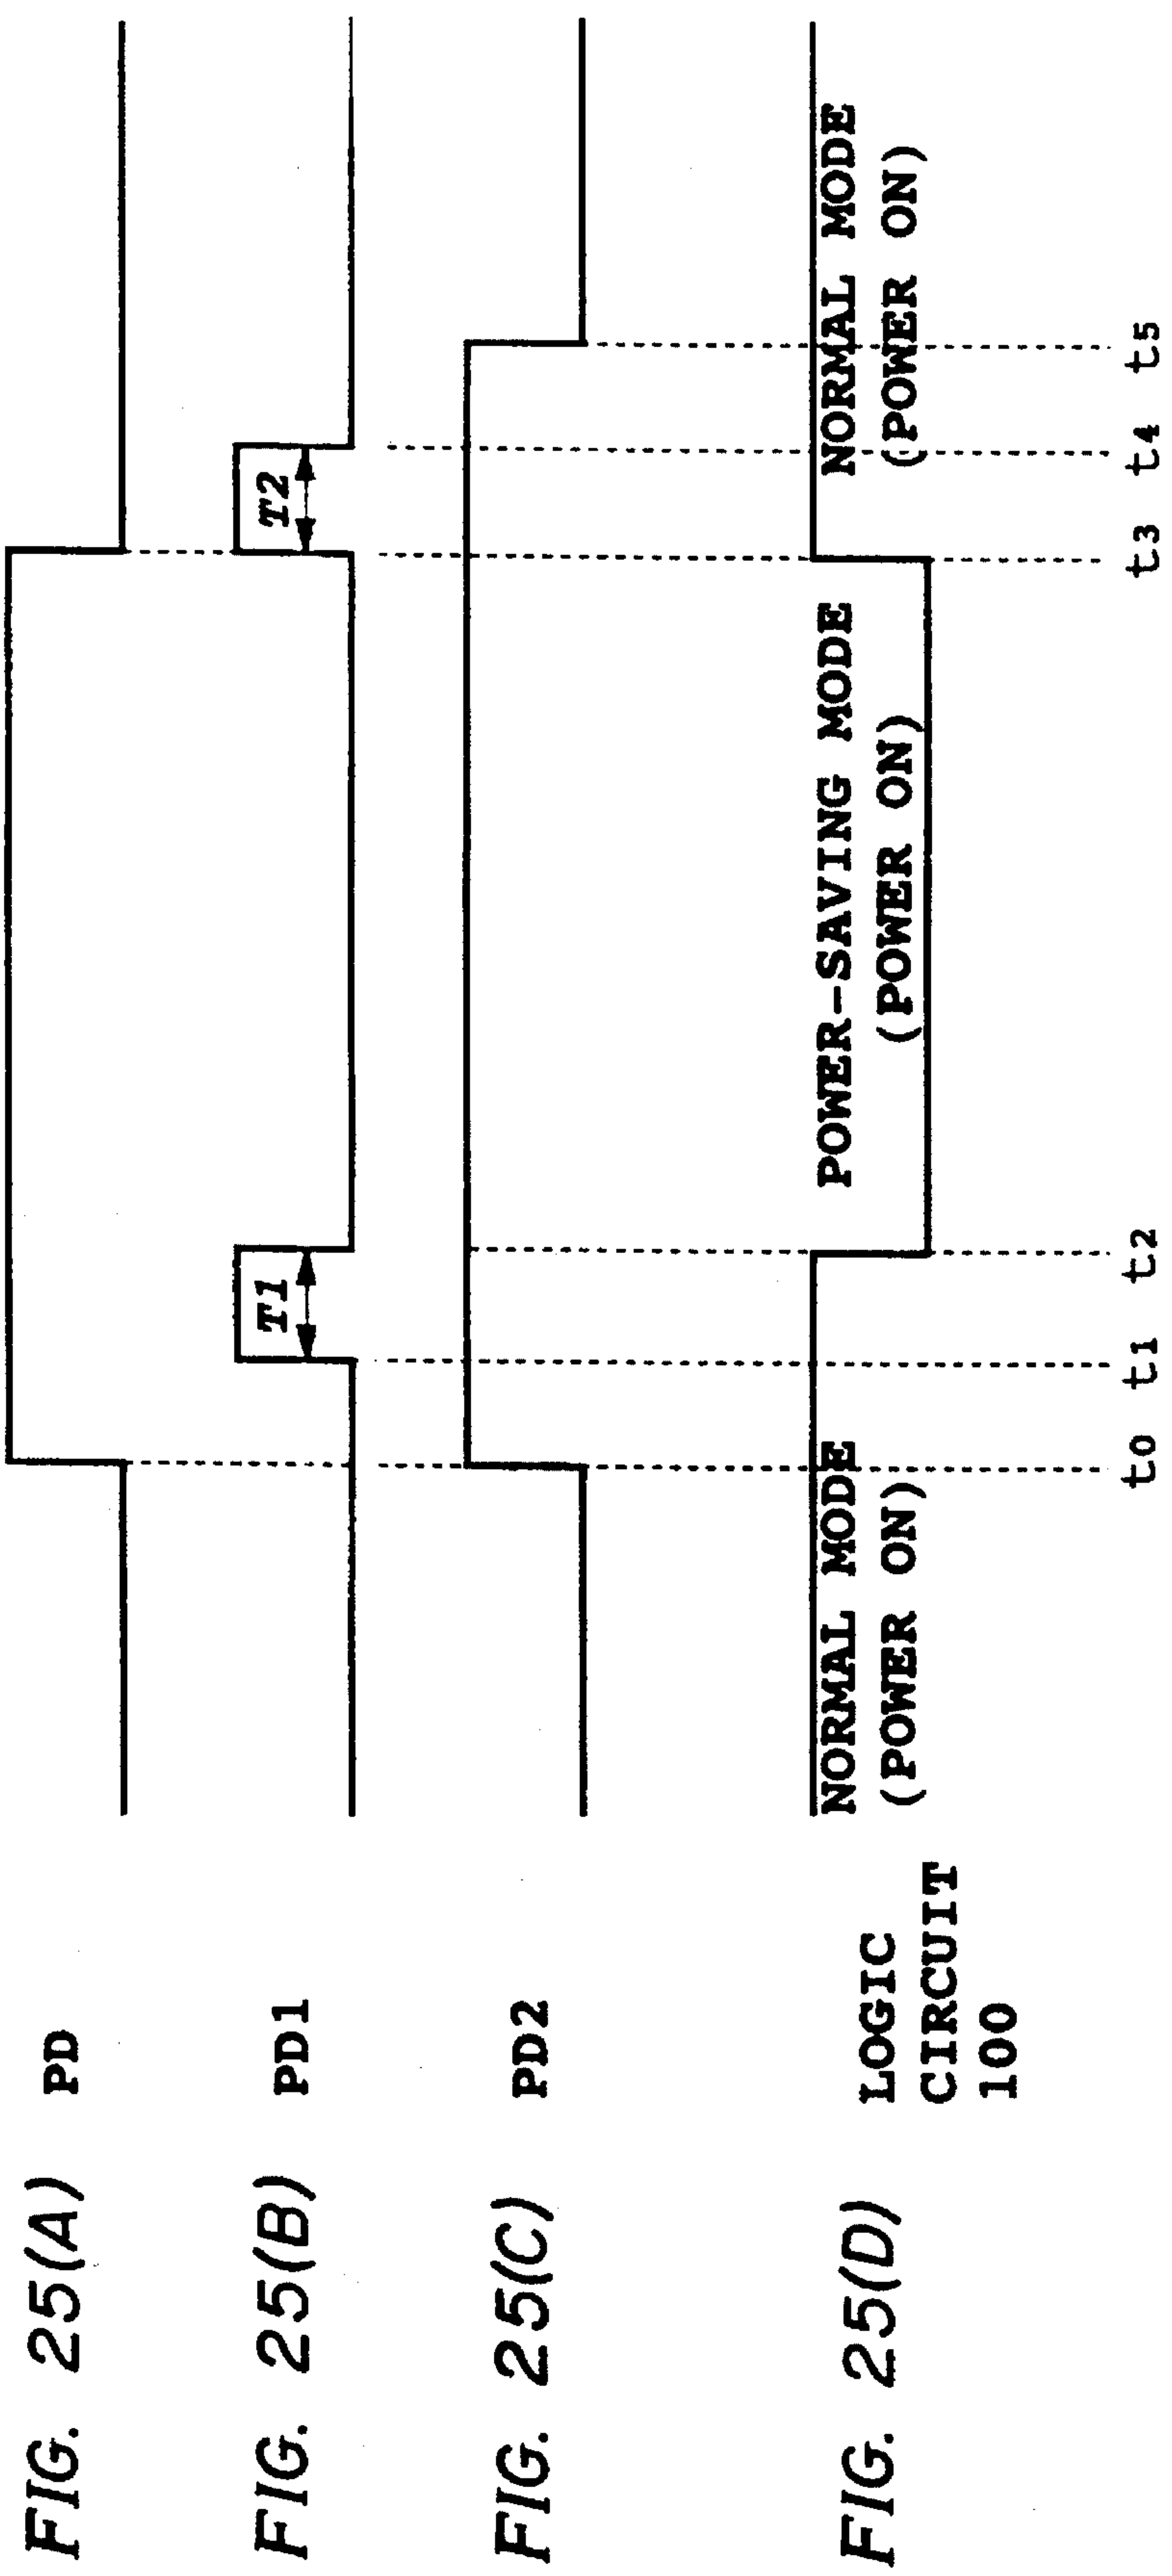 FIG. 25(A) PD
FIG. 25(B) PD1
T1
T2
FIG. 25(C) PD2
FIG. 25(D) LOGIC
CIRCUIT
100
NORMAL MODE
(POWER ON)
POWER-SAVING MODE
(POWER ON)
NORMAL MODE
(POWER ON)
t0 t1 t2 t3 t4 t5